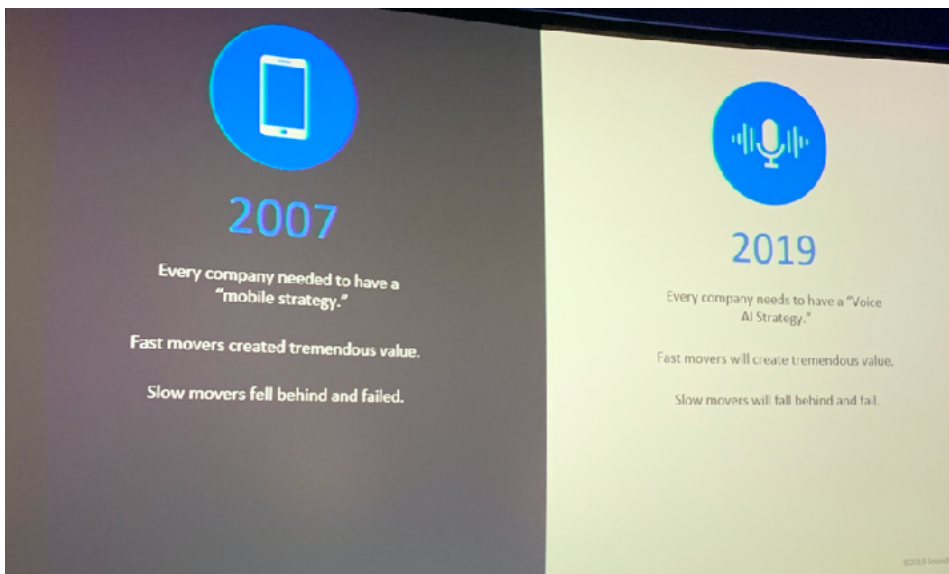 2007
Every company needed to have a
“mobile strategy.”
Fast movers created tremendous value.
Slow movers fell behind and failed.
2019
Every company needs to have a “Voice
AI Strategy.”
Fast movers will create tremendous value.
Slow movers will fall behind and fail.
©2019